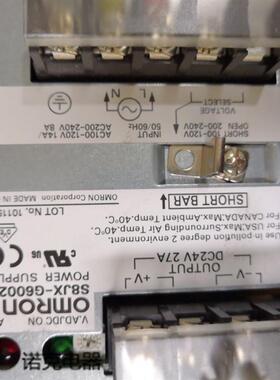 V.ADJ
DC ON
OMRON
S8JX-G6002
POWER SUPPLY
LOT No. 1011
OMRON Corporation MADE IN
INPUT
50/60Hz
AC100-120V 14A/
AC200-240V 8A
N
L
VOLTAGE
SELECT
SHORT 100-120V
OPEN 200-240V
SHORT BAR
Use in pollution degree 2 environment.
For USA:Max.Surrounding Air Temp.40°C.
For CANADA:Max.Ambient Temp.40°C.
OUTPUT
DC24V 27A
-V
+V
诺克电器